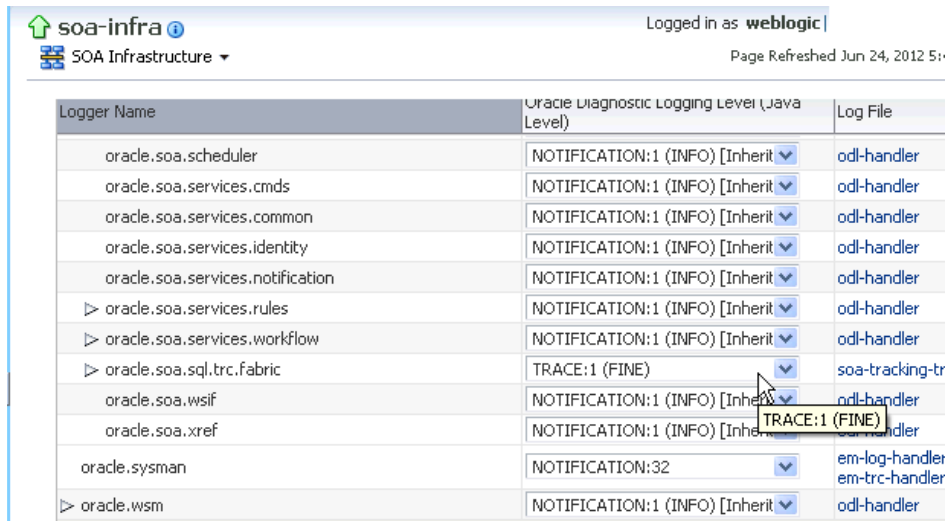 soa-infra
Logged in as weblogic|
SOA Infrastructure
Page Refreshed Jun 24, 2012 5:
Logger Name
Oracle Diagnostic Logging Level (Java
Level)
Log File
oracle.soa.scheduler NOTIFICATION:1 (INFO) [Inherit odl-handler
oracle.soa.services.cmds NOTIFICATION:1 (INFO) [Inherit odl-handler
oracle.soa.services.common NOTIFICATION:1 (INFO) [Inherit odl-handler
oracle.soa.services.identity NOTIFICATION:1 (INFO) [Inherit odl-handler
oracle.soa.services.notification NOTIFICATION:1 (INFO) [Inherit odl-handler
oracle.soa.services.rules NOTIFICATION:1 (INFO) [Inherit odl-handler
oracle.soa.services.workflow NOTIFICATION:1 (INFO) [Inherit odl-handler
oracle.soa.sql.trc.fabric TRACE:1 (FINE) soa-tracking-tr
oracle.soa.wsif NOTIFICATION:1 (INFO) [Inhe odl-handler
TRACE:1 (FINE)
oracle.soa.xref NOTIFICATION:1 (INFO) [Inher handler
oracle.sysman NOTIFICATION:32 em-log-handler
em-trc-handler
oracle.wsm NOTIFICATION:1 (INFO) [Inherit odl-handler